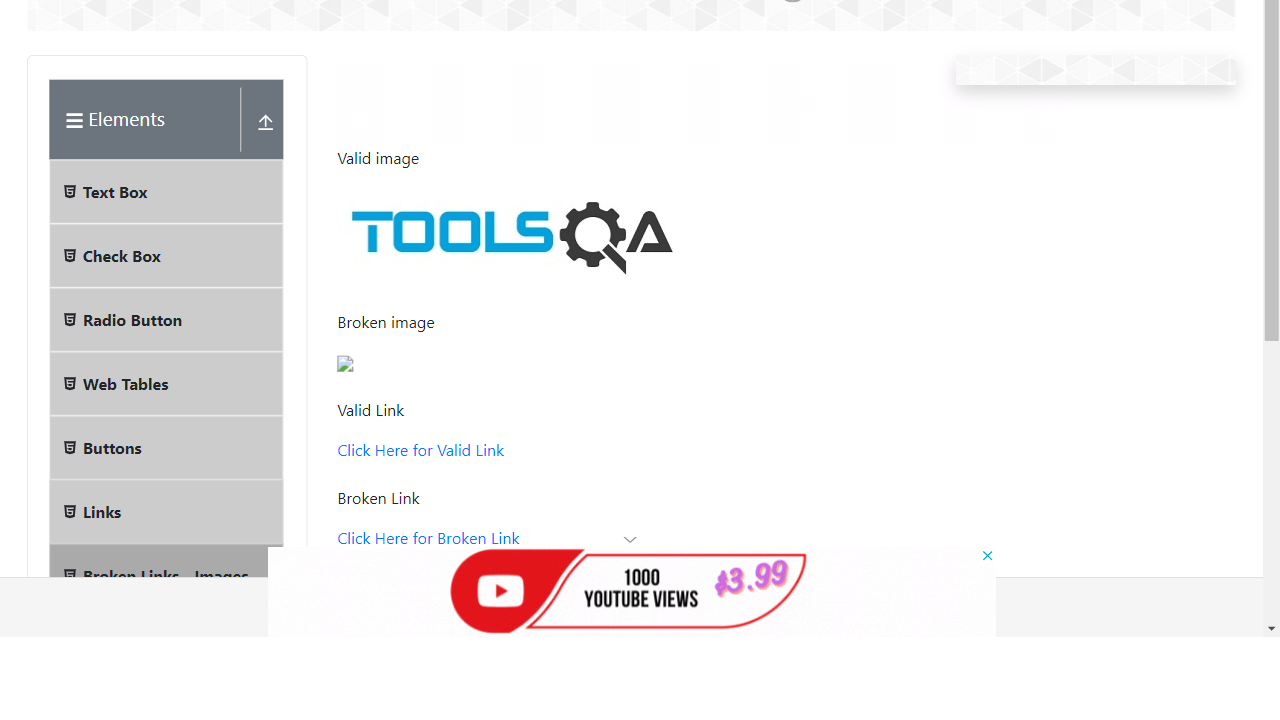 Elements
Text Box
Check Box
Radio Button
Web Tables
Buttons
Links
Broken Links - Images
Valid image
TOOLSQA
Broken image
Valid Link
Click Here for Valid Link
Broken Link
Click Here for Broken Link
1000
YOUTUBE VIEWS
$3.99